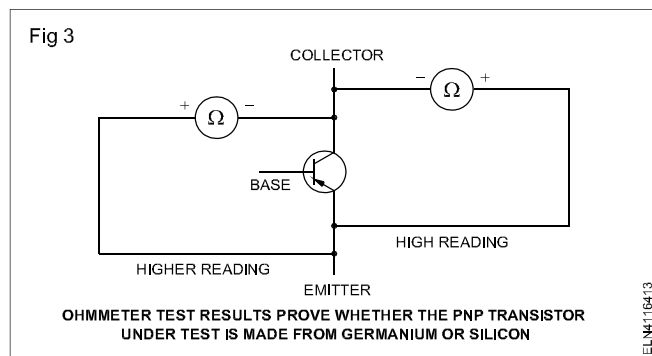 Fig 3
COLLECTOR
+ Ω −
− Ω +
BASE
HIGH READING
HIGHER READING
EMITTER
OHMMETER TEST RESULTS PROVE WHETHER THE PNP TRANSISTOR
UNDER TEST IS MADE FROM GERMANIUM OR SILICON
ELN4116413